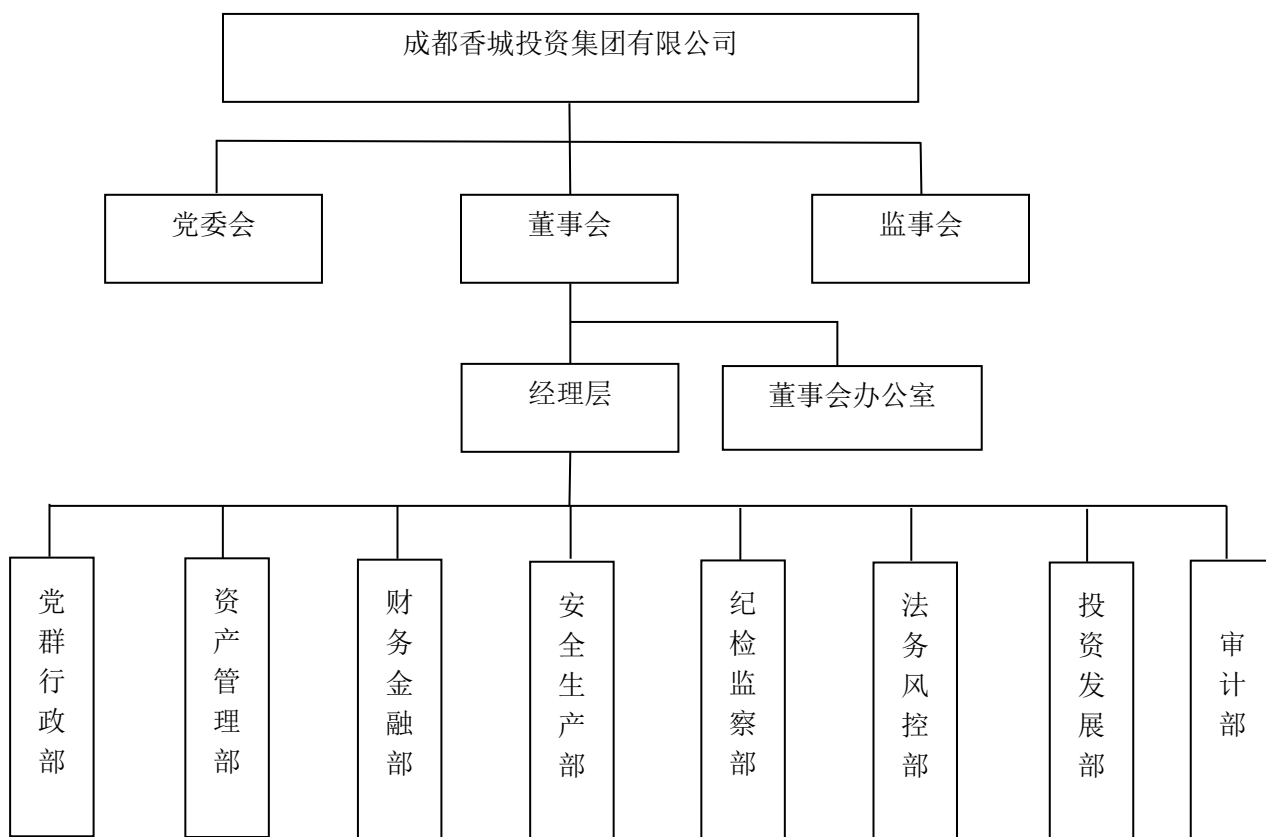 成都香城投资集团有限公司
党委会
董事会
监事会
经理层
董事会办公室
党群行政部
资产管理部
财务金融部
安全生产部
纪检监察部
法务风控部
投资发展部
审计部